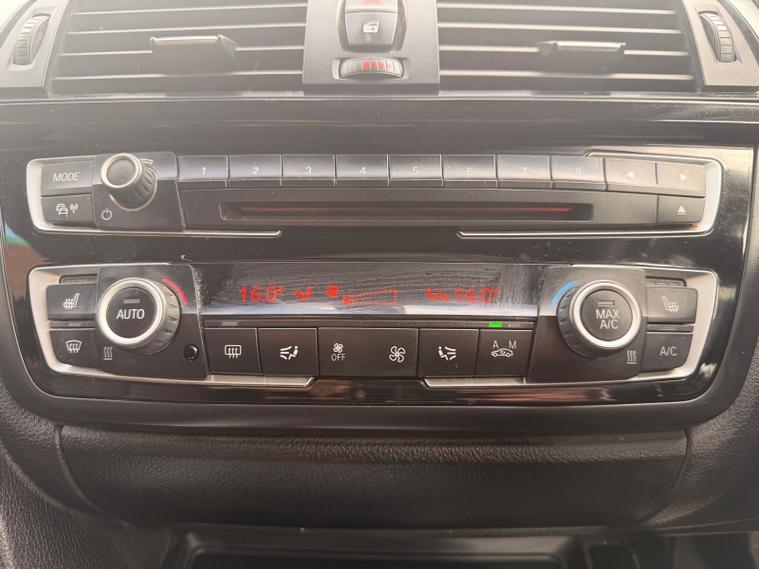 MODE 1 2 3 4 5 6 7 8
16.0° 16.0°
AUTO MAX
A/C
OFF A M A/C